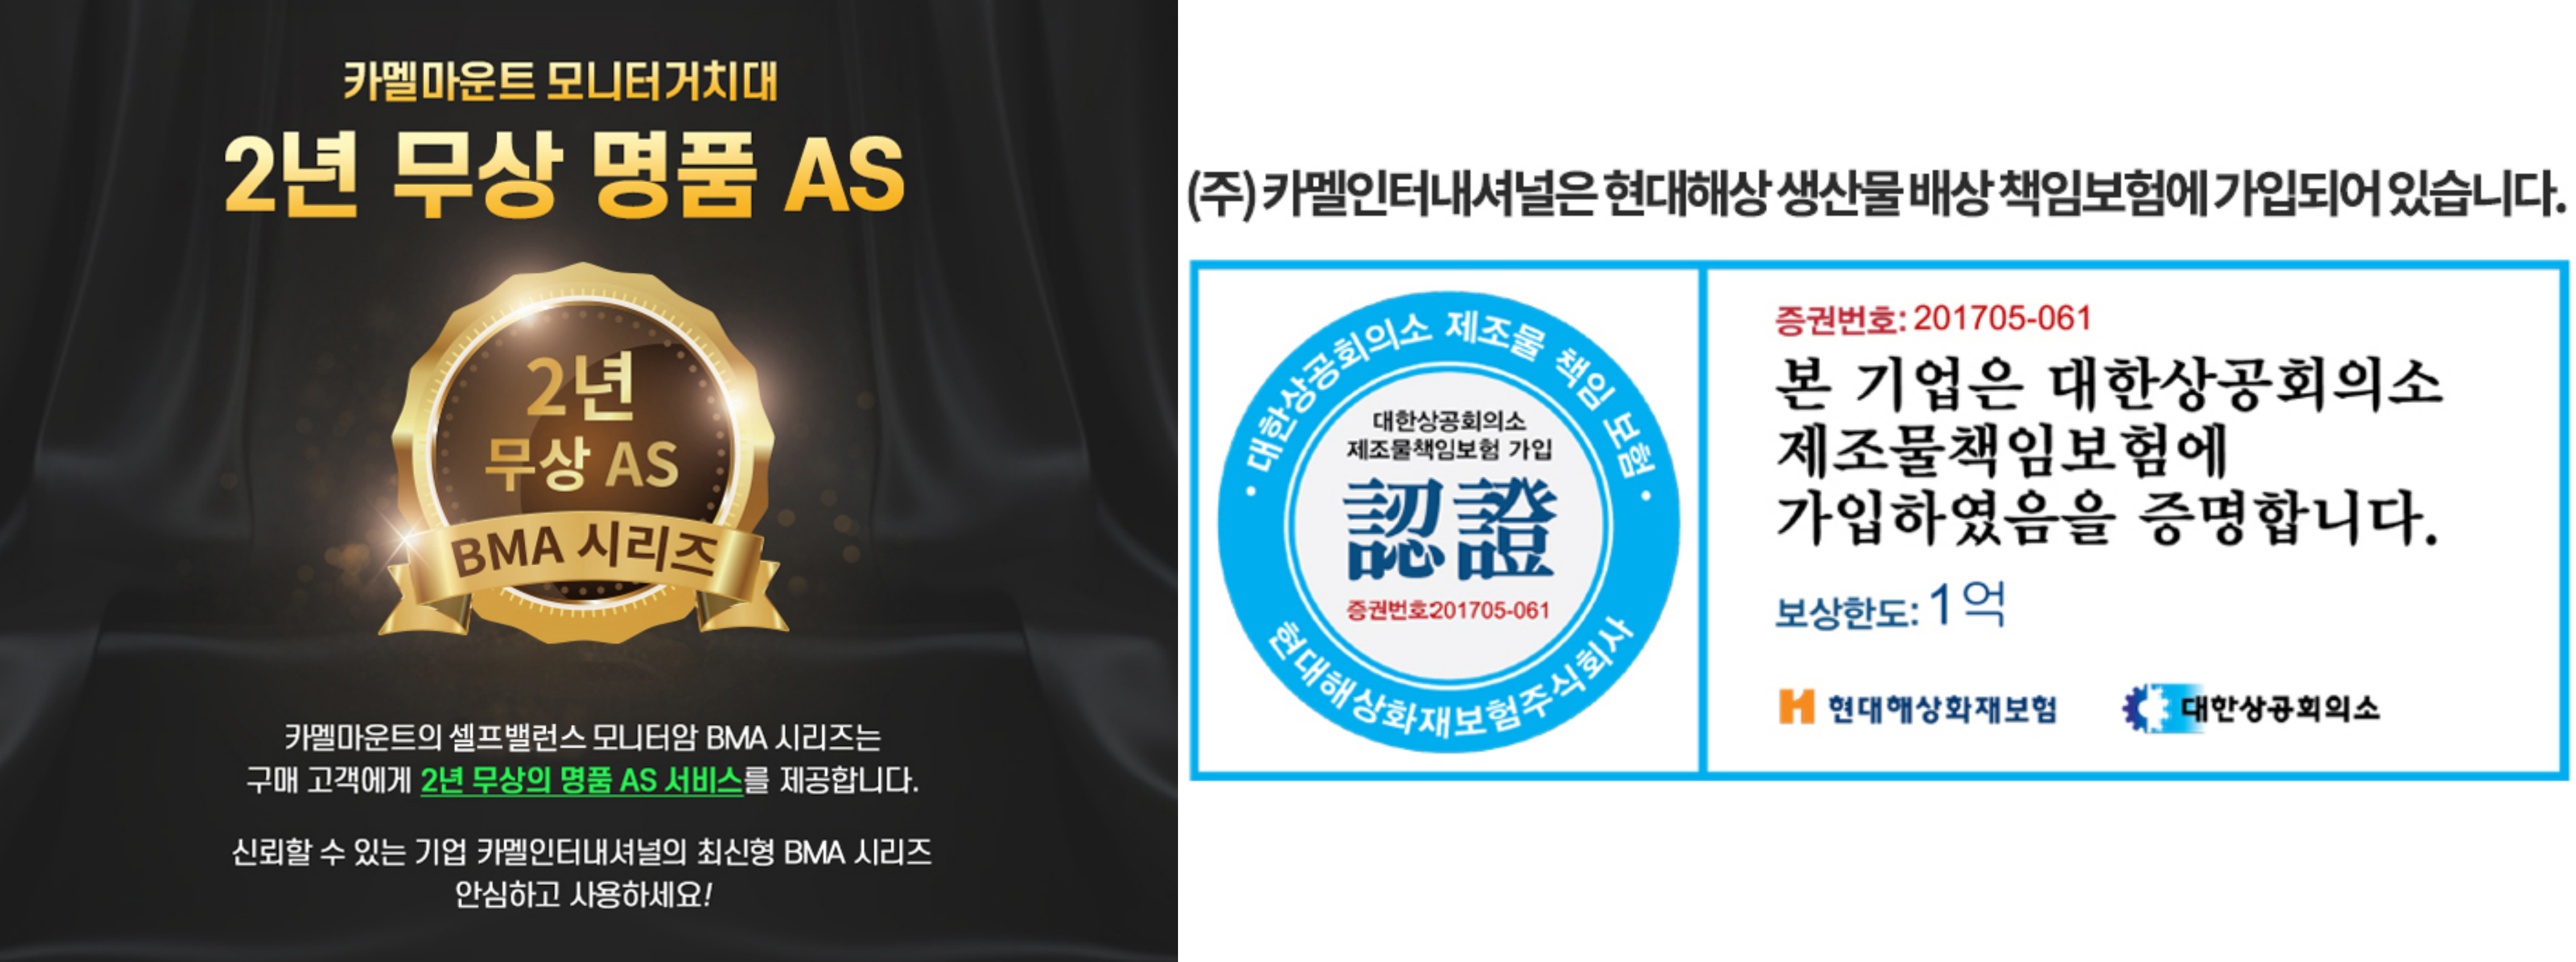 카멜마운트 모니터거치대
2년 무상 명품 AS
2년
무상 AS
BMA 시리즈
카멜마운트의 셀프밸런스 모니터암 BMA 시리즈는
구매 고객에게 2년 무상의 명품 AS 서비스를 제공합니다.
신뢰할 수 있는 기업 카멜인터내셔널의 최신형 BMA 시리즈
안심하고 사용하세요!
(주) 카멜인터내셔널은 현대해상 생산물 배상 책임보험에 가입되어 있습니다.
· 대한상공회의소 제조물 책임 보험 ·
대한상공회의소
제조물책임보험 가입
認證
증권번호:201705-061
현대해상화재보험주식회사
증권번호: 201705-061
본 기업은 대한상공회의소
제조물책임보험에
가입하였음을 증명합니다.
보상한도: 1억
현대해상화재보험
대한상공회의소